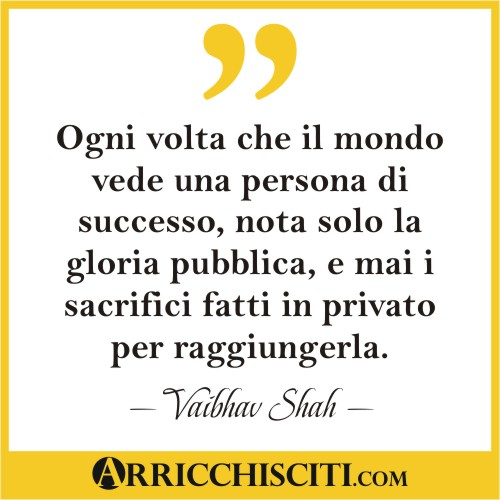 ”
Ogni volta che il mondo
vede una persona di
successo, nota solo la
gloria pubblica, e mai i
sacrifici fatti in privato
per raggiungerla.
— Vaibhav Shah —
ARRICCHISCITI.COM